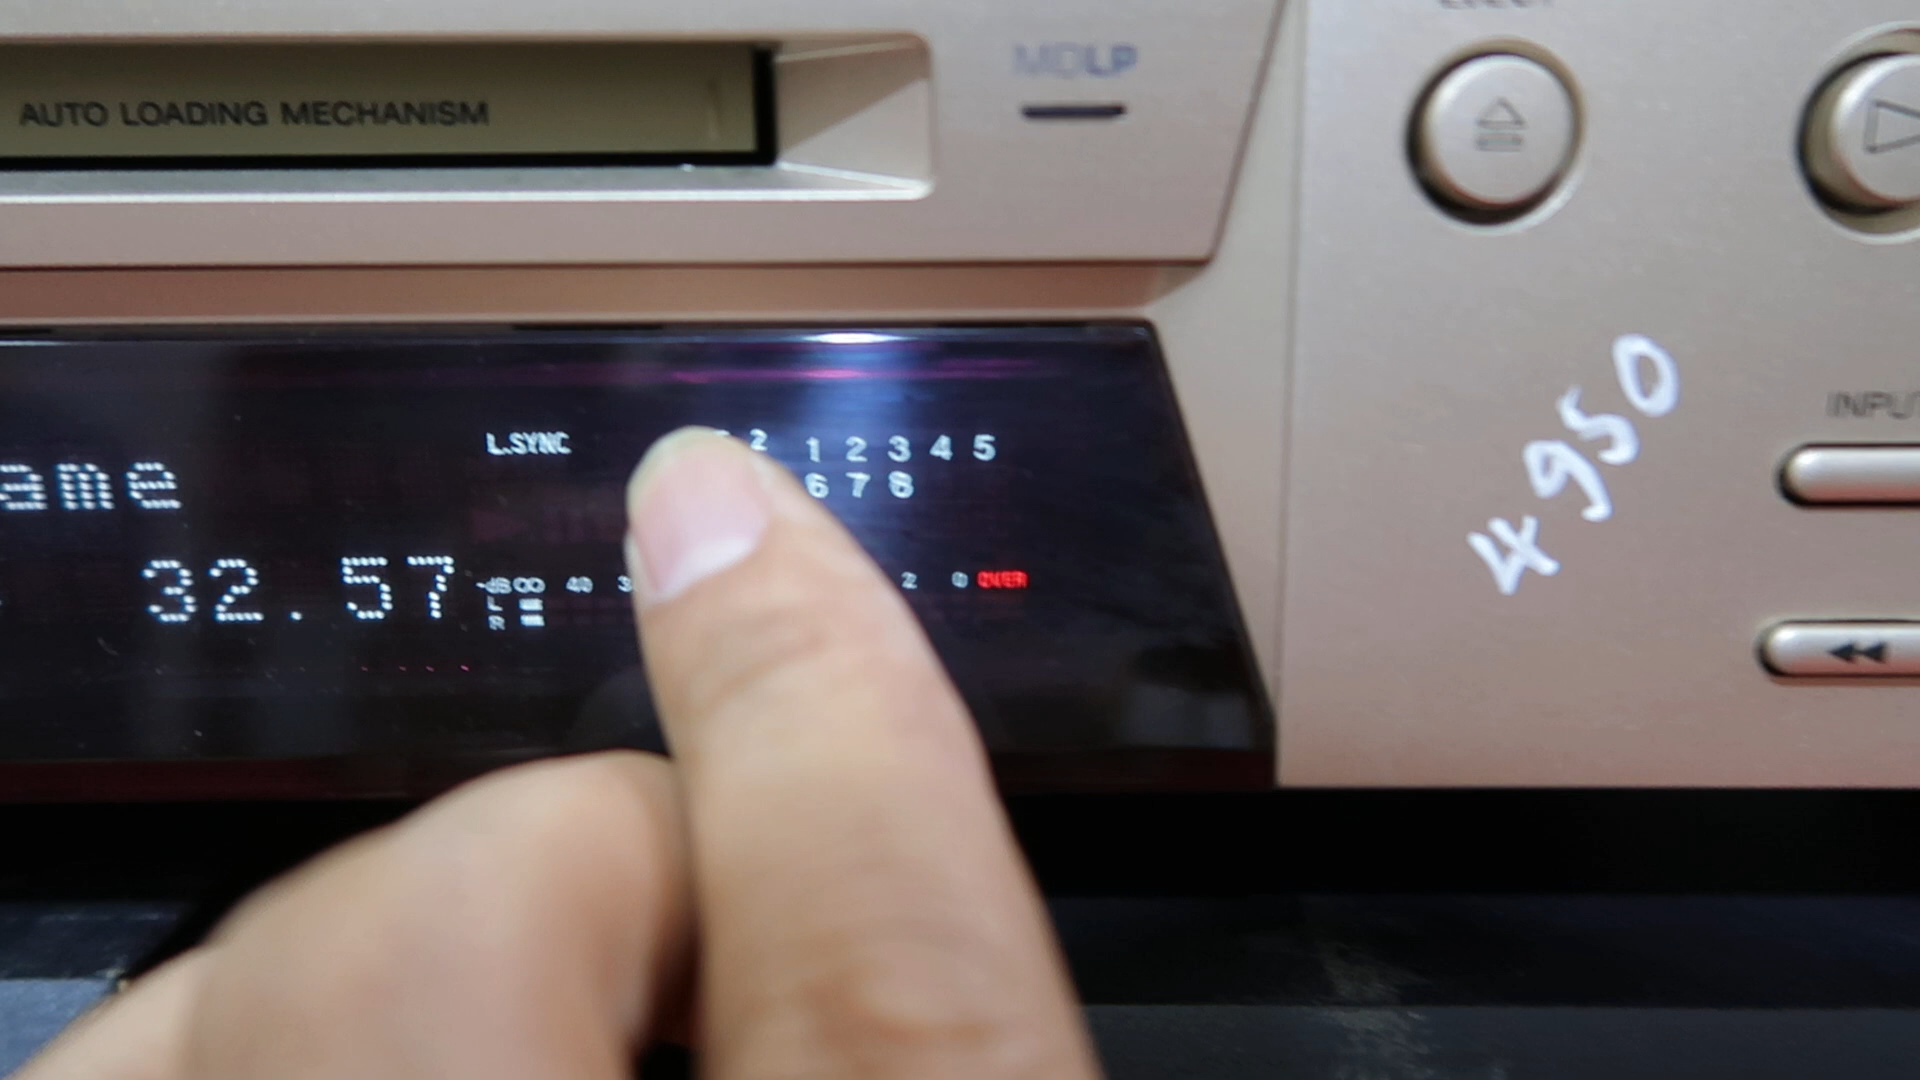 AUTO LOADING MECHANISM
MDLP
4950
L.SYNC
2
1 2 3 4 5
6 7 8
ame
32.57
-dB ∞ 40
2 0 OVER
L
R